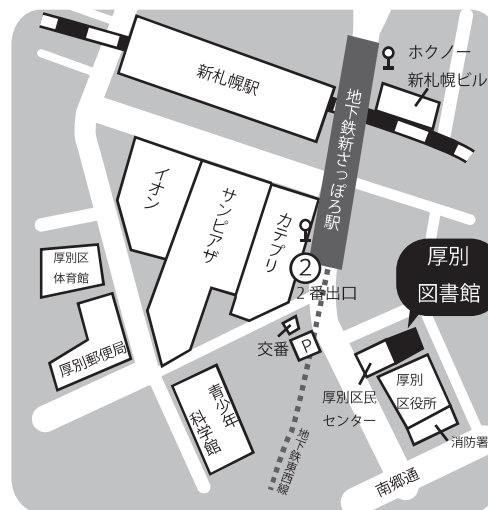 ホクノー
新札幌ビル
新札幌駅
地下鉄新さっぽろ駅
イオン
サンピアザ
カテプリ
2
2番出口
厚別区
体育館
厚別
図書館
厚別郵便局
交番
P
厚別区民
センター
厚別
区役所
青少年
科学館
消防署
地下鉄東西線
南郷通